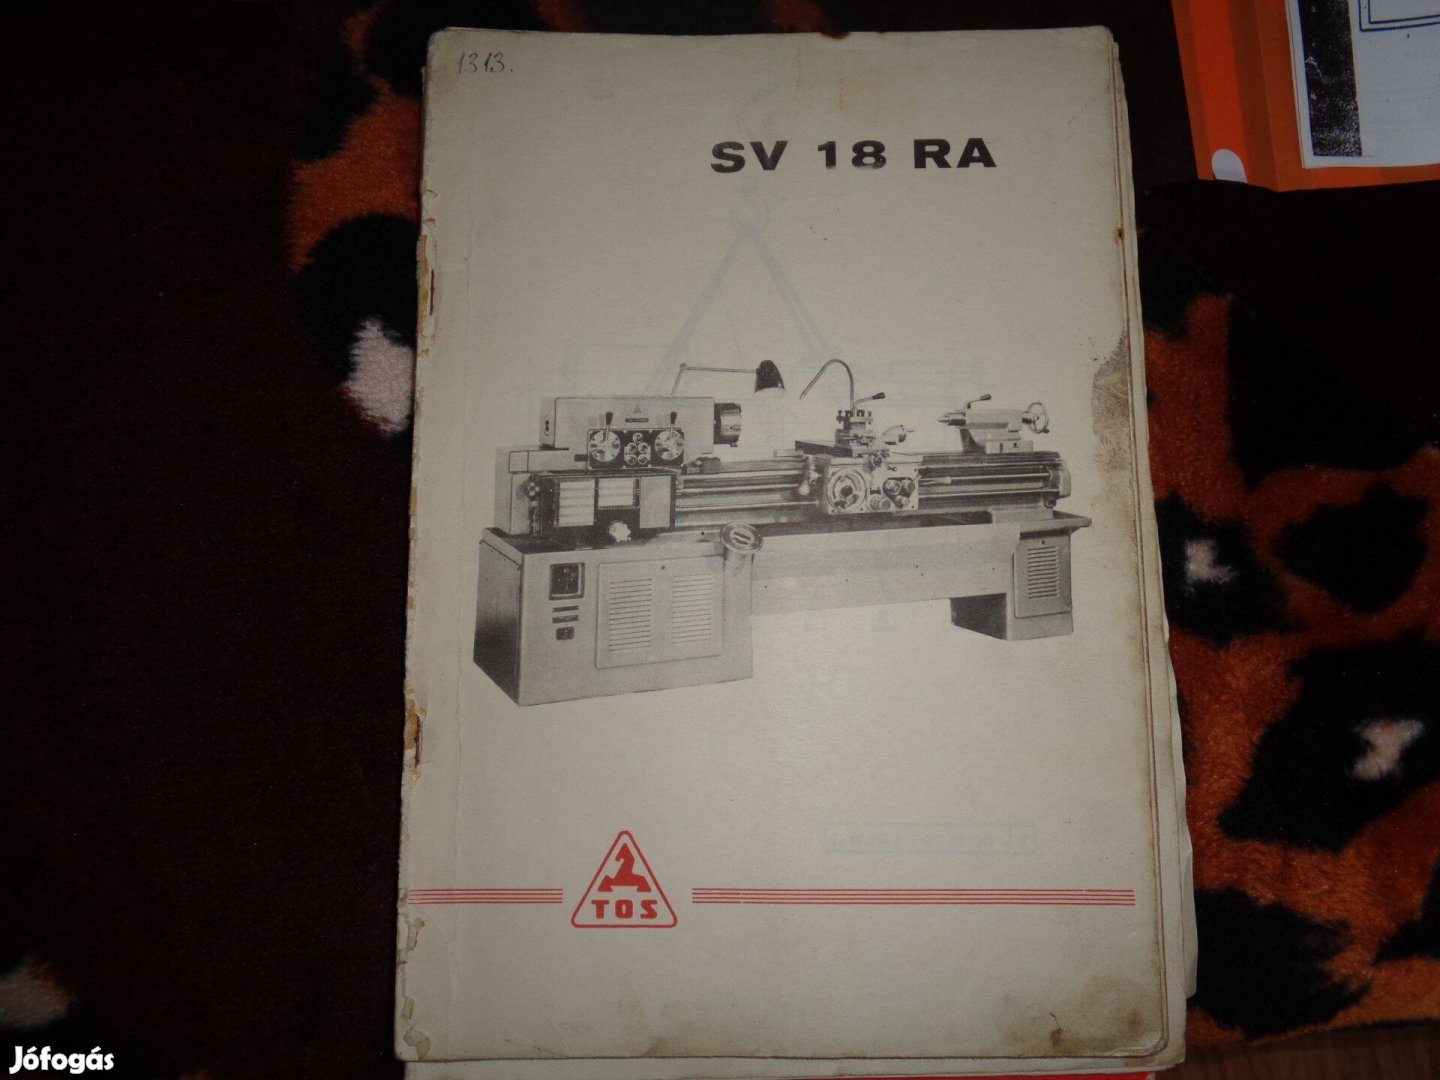 1313.
SV 18 RA
TOS
Jófogás